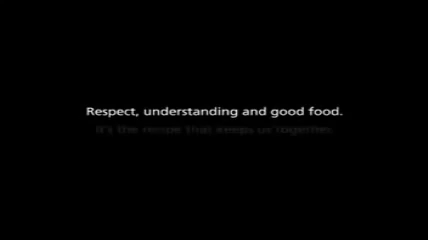 Respect, understanding and good food.
It's the recipe that keeps us together.